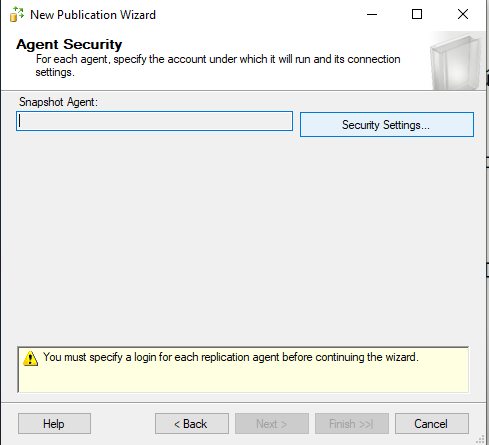 New Publication Wizard
Agent Security
For each agent, specify the account under which it will run and its connection
settings.
Snapshot Agent:
Security Settings...
You must specify a login for each replication agent before continuing the wizard.
Help
< Back
Next >
Finish >>|
Cancel